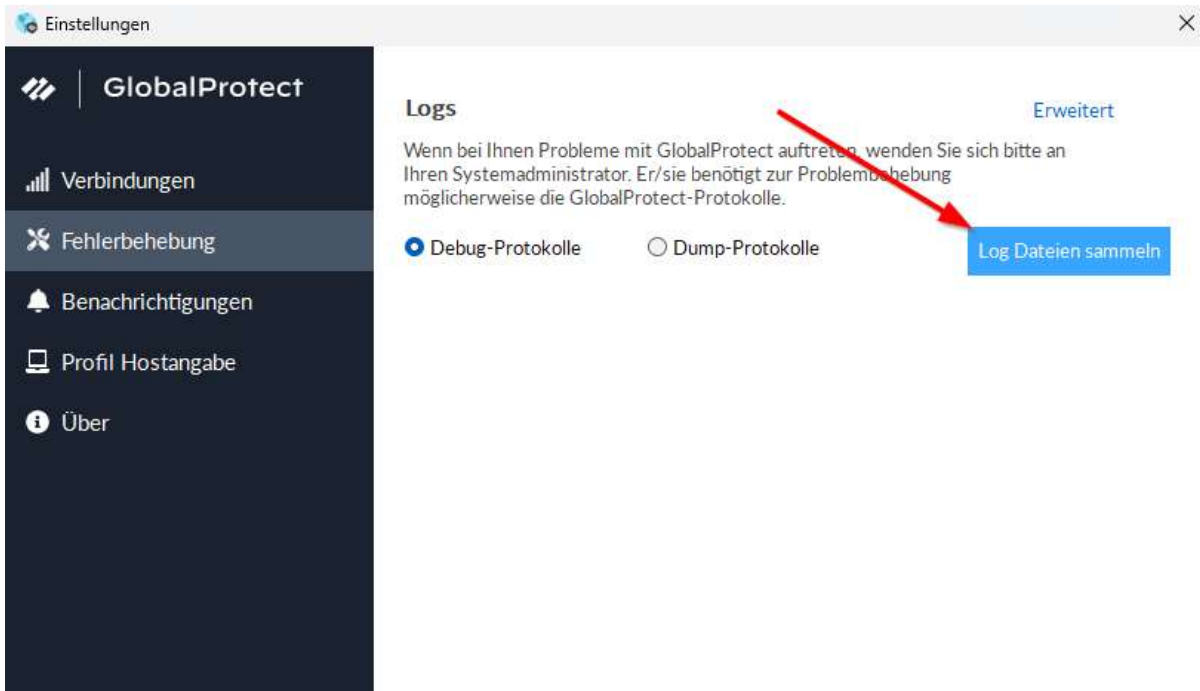 Einstellungen
GlobalProtect
Verbindungen
Fehlerbehebung
Benachrichtigungen
Profil Hostangabe
Über
Logs
Erweitert
Wenn bei Ihnen Probleme mit GlobalProtect auftreten, wenden Sie sich bitte an
Ihren Systemadministrator. Er/sie benötigt zur Problembehebung
möglicherweise die GlobalProtect-Protokolle.
Debug-Protokolle
Dump-Protokolle
Log Dateien sammeln